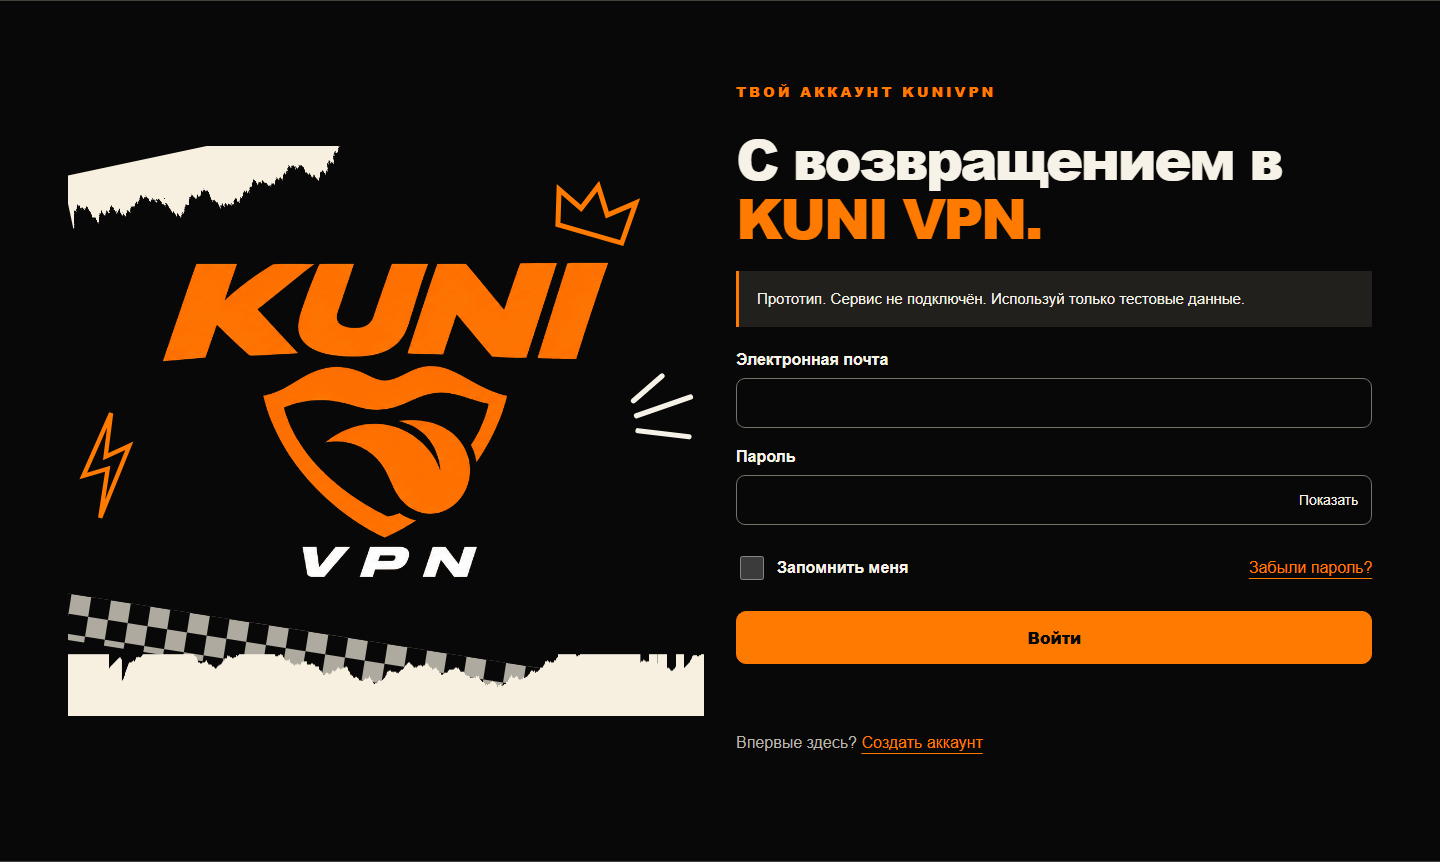 KUNI
VPN
ТВОЙ АККАУНТ KUNIVPN
С возвращением в
KUNI VPN.
Прототип. Сервис не подключён. Используй только тестовые данные.
Электронная почта
Пароль
Показать
Запомнить меня
Забыли пароль?
Войти
Впервые здесь? Создать аккаунт